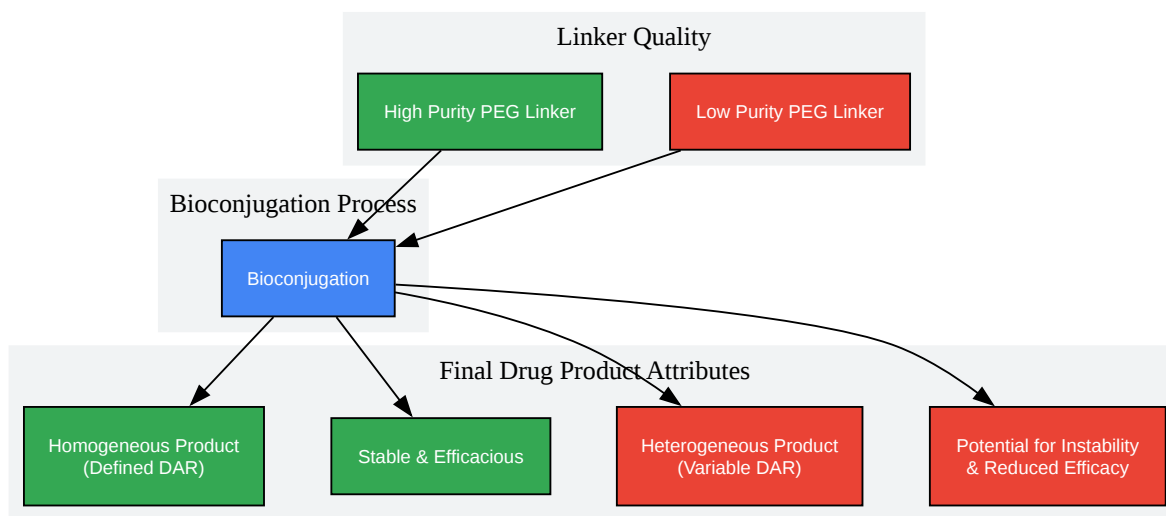 Linker Quality
High Purity PEG Linker
Low Purity PEG Linker
Bioconjugation Process
Bioconjugation
Final Drug Product Attributes
Homogeneous Product
(Defined DAR)
Stable & Efficacious
Heterogeneous Product
(Variable DAR)
Potential for Instability
& Reduced Efficacy